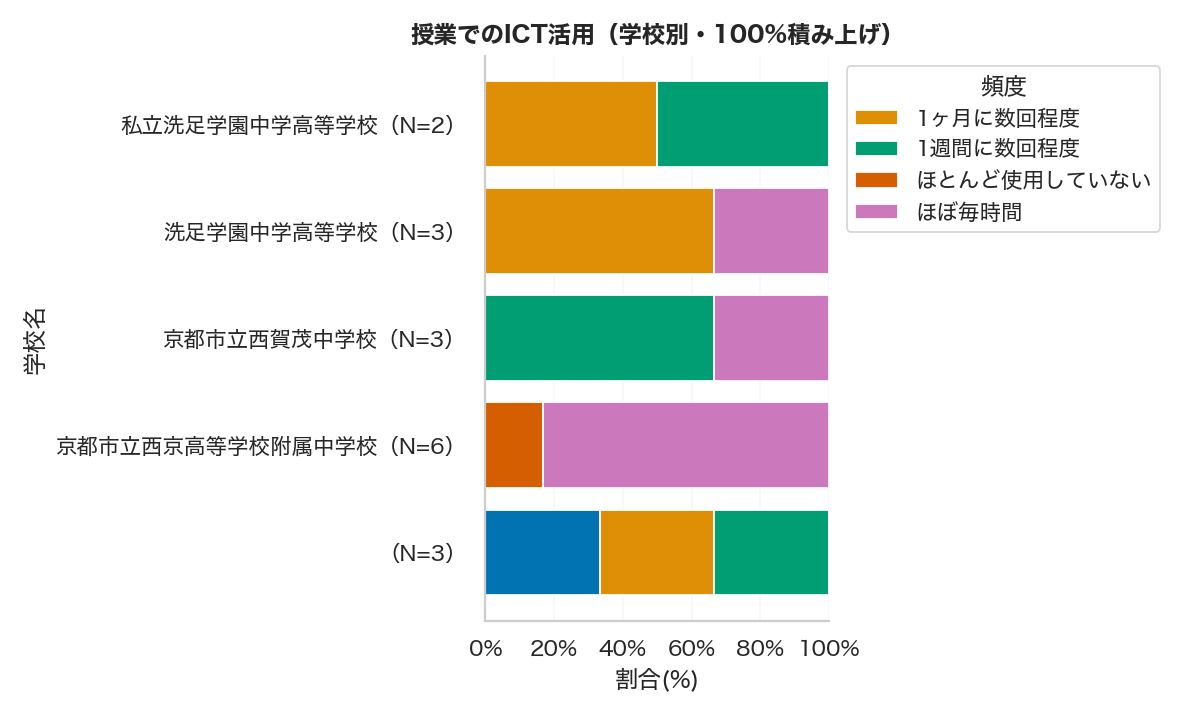 授業でのICT活用（学校別・100%積み上げ）
頻度
1ヶ月に数回程度
1週間に数回程度
ほとんど使用していない
ほぼ毎時間
学校名
私立洗足学園中学高等学校（N=2）
洗足学園中学高等学校（N=3）
京都市立西賀茂中学校（N=3）
京都市立西京高等学校附属中学校（N=6）
（N=3）
0% 20% 40% 60% 80% 100%
割合(%)